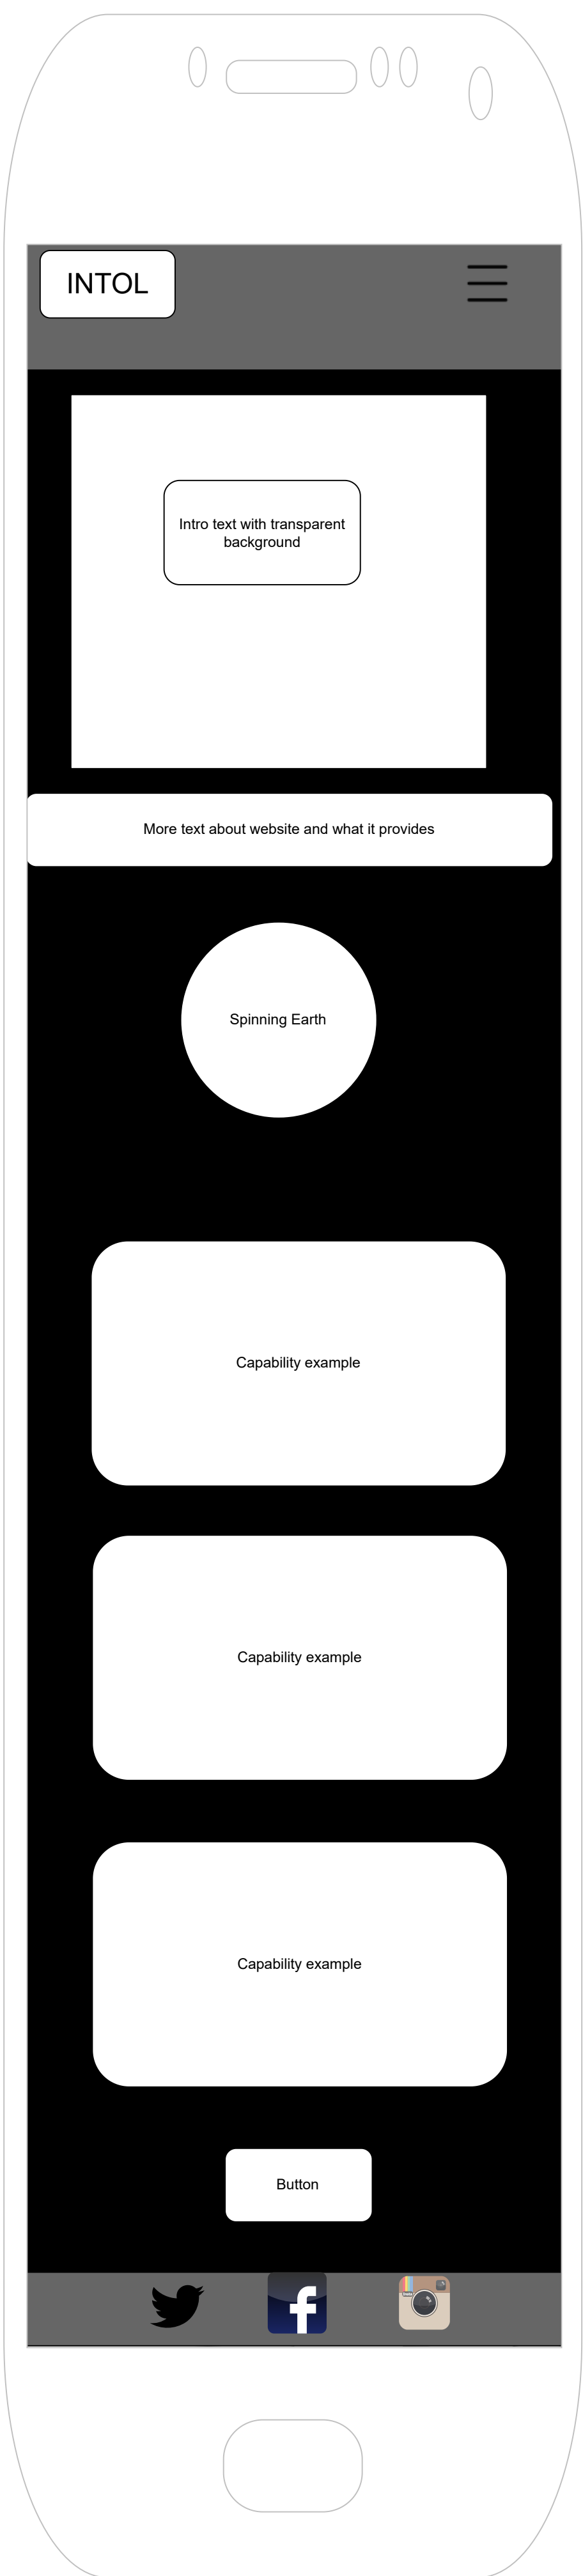 INTOL
Intro text with transparent
background
More text about website and what it provides
Spinning Earth
Capability example
Capability example
Capability example
Button